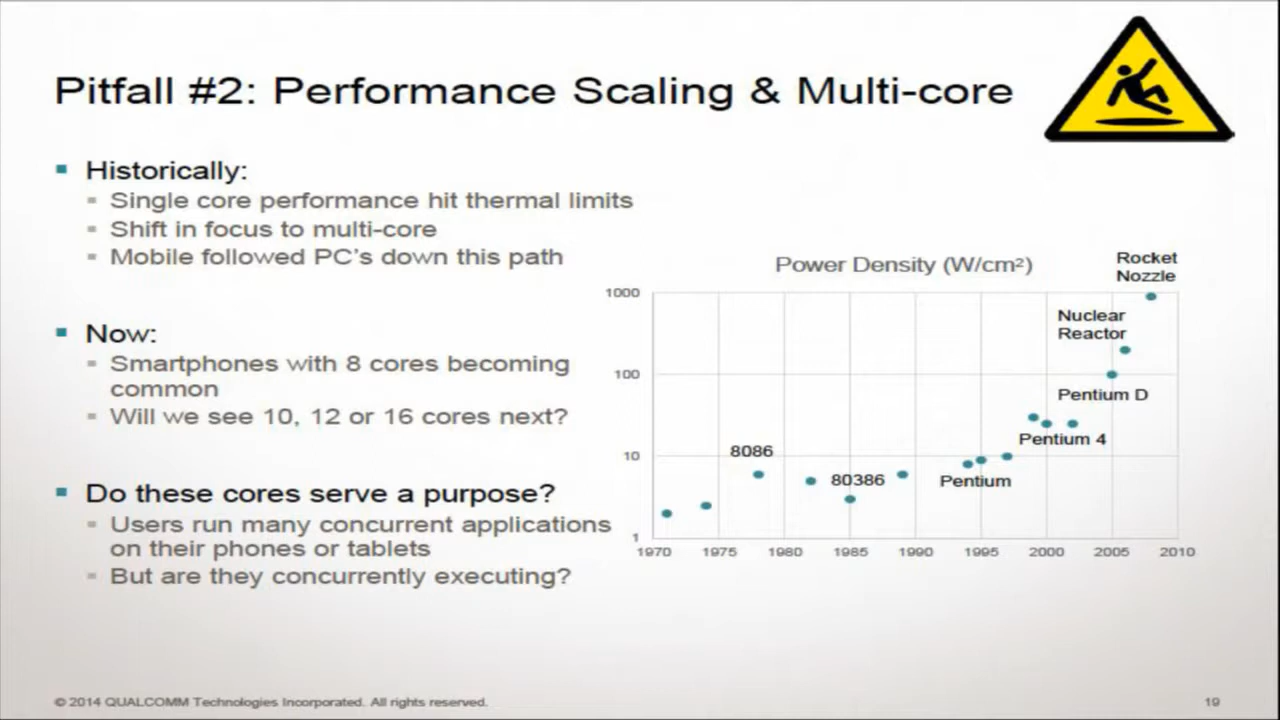 Pitfall #2: Performance Scaling & Multi-core
Historically:
Single core performance hit thermal limits
Shift in focus to multi-core
Mobile followed PC's down this path
Now:
Smartphones with 8 cores becoming
common
Will we see 10, 12 or 16 cores next?
Do these cores serve a purpose?
Users run many concurrent applications
on their phones or tablets
But are they concurrently executing?
Power Density (W/cm²)
Rocket
Nozzle
1000
Nuclear
Reactor
100
Pentium D
Pentium 4
8086
10
80386
Pentium
1
1970 1975 1980 1985 1990 1995 2000 2005 2010
© 2014 QUALCOMM Technologies Incorporated. All rights reserved.
19